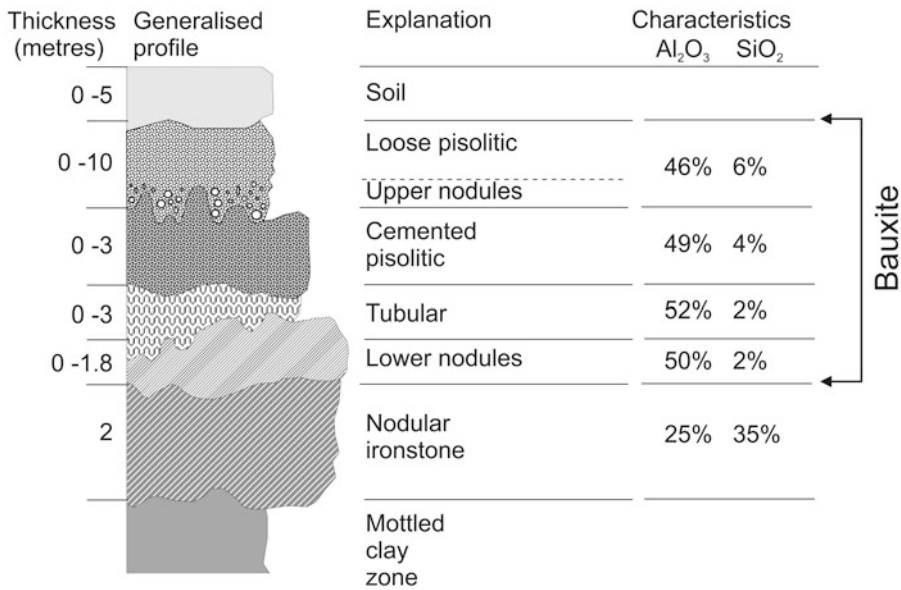 Thickness (metres)
Generalised profile
Explanation
Characteristics
Al₂O₃ SiO₂
0 -5
Soil
0 -10
Loose pisolitic
46% 6%
Upper nodules
0 -3
Cemented pisolitic
49% 4%
0 -3
Tubular
52% 2%
0 -1.8
Lower nodules
50% 2%
2
Nodular ironstone
25% 35%
Mottled clay zone
Bauxite